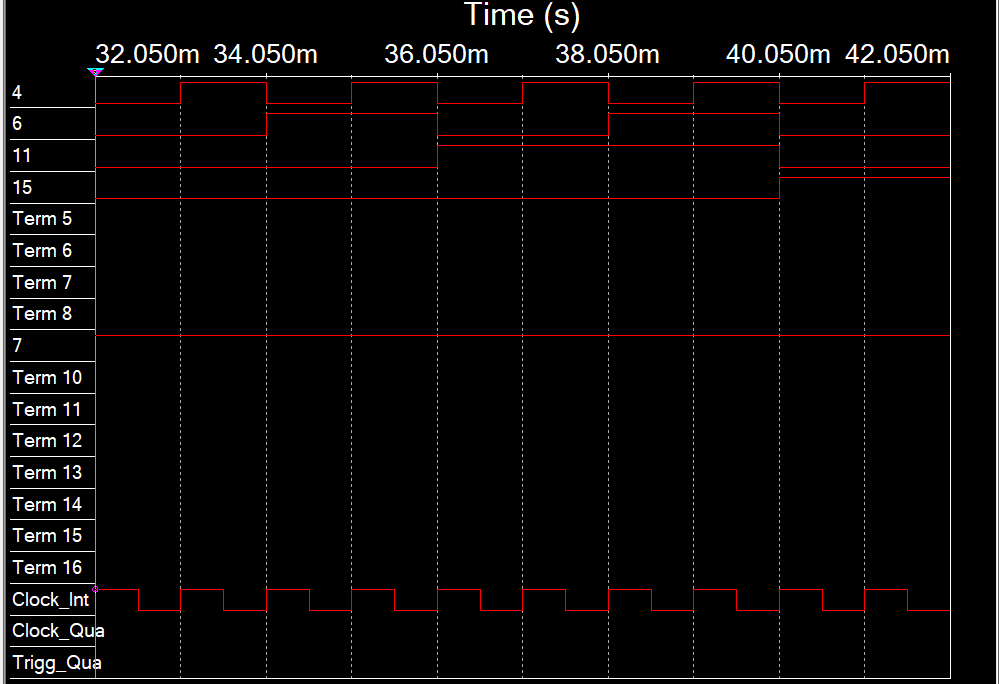 Time (s)
32.050m 34.050m 36.050m 38.050m 40.050m 42.050m
4
6
11
15
Term 5
Term 6
Term 7
Term 8
7
Term 10
Term 11
Term 12
Term 13
Term 14
Term 15
Term 16
Clock_Int
Clock_Qua
Trigg_Qua